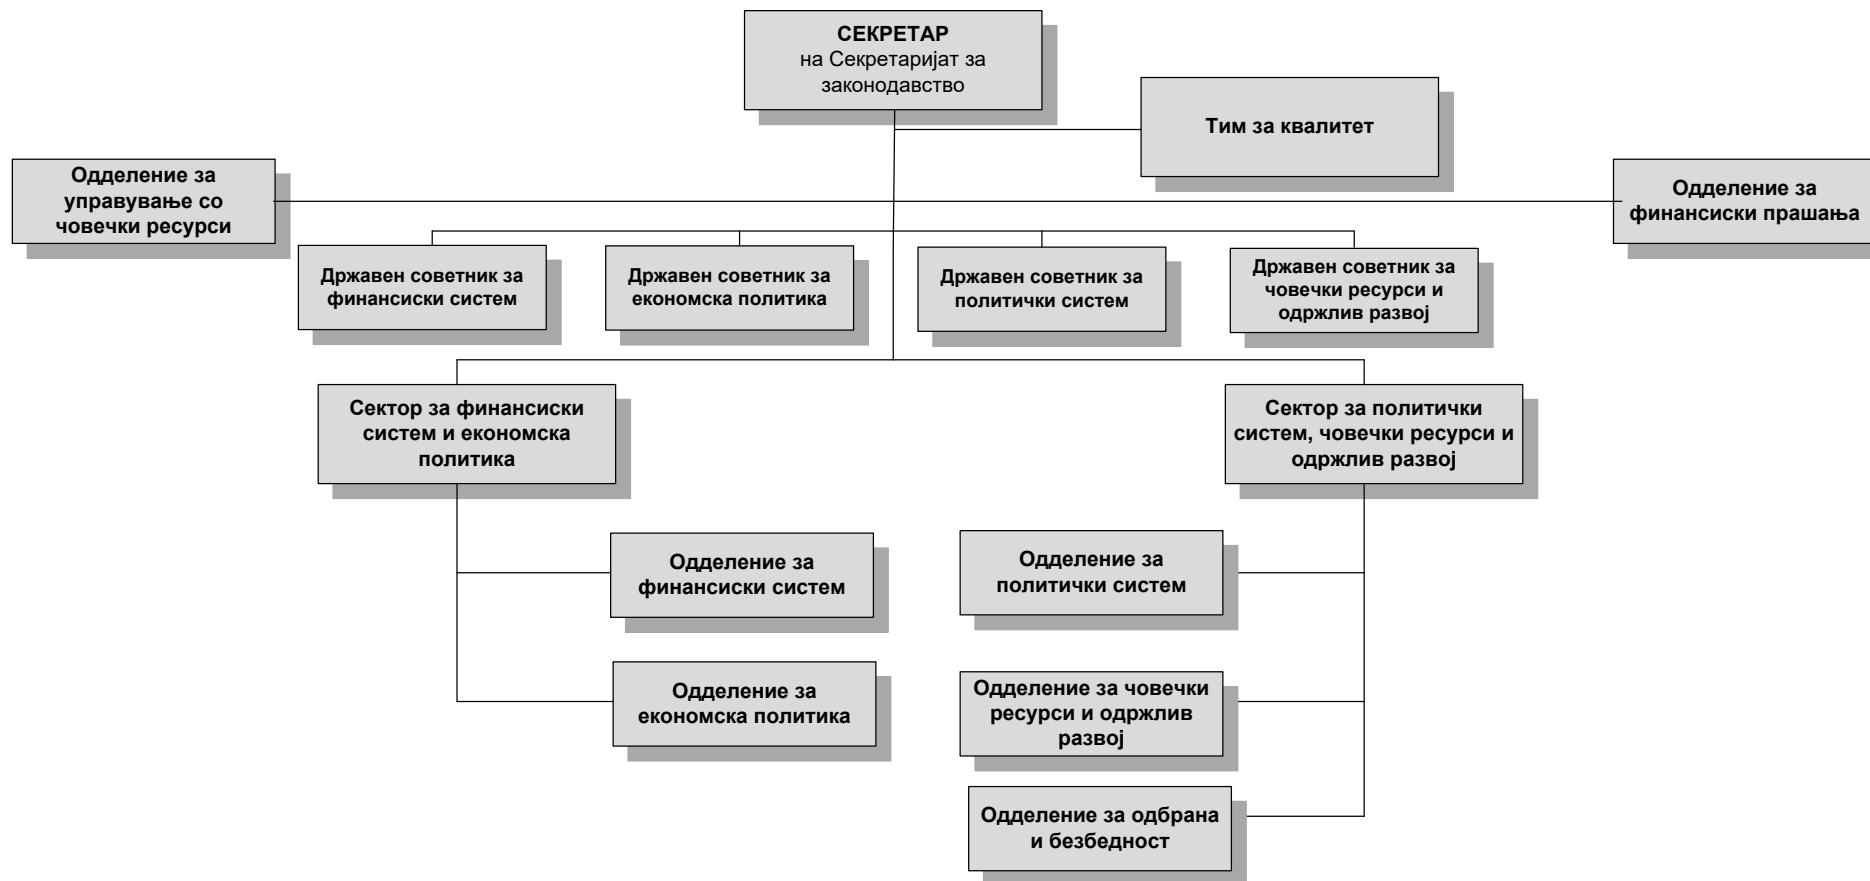 СЕКРЕТАР
на Секретаријат за
законодавство
Тим за квалитет
Одделение за
управување со
човечки ресурси
Одделение за
финансиски прашања
Државен советник за
финансиски систем
Државен советник за
економска политика
Државен советник за
политички систем
Државен советник за
човечки ресурси и
одржлив развој
Сектор за финансиски
систем и економска
политика
Сектор за политички
систем, човечки ресурси и
одржлив развој
Одделение за
финансиски систем
Одделение за
политички систем
Одделение за
економска политика
Одделение за човечки
ресурси и одржлив
развој
Одделение за одбрана
и безбедност